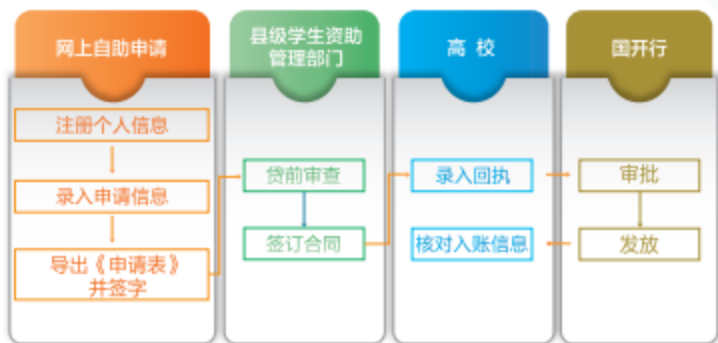 网上自助申请
县级学生资助
管理部门
高 校
国开行
注册个人信息
录入申请信息
导出《申请表》
并签字
贷前审查
签订合同
录入回执
核对入账信息
审批
发放